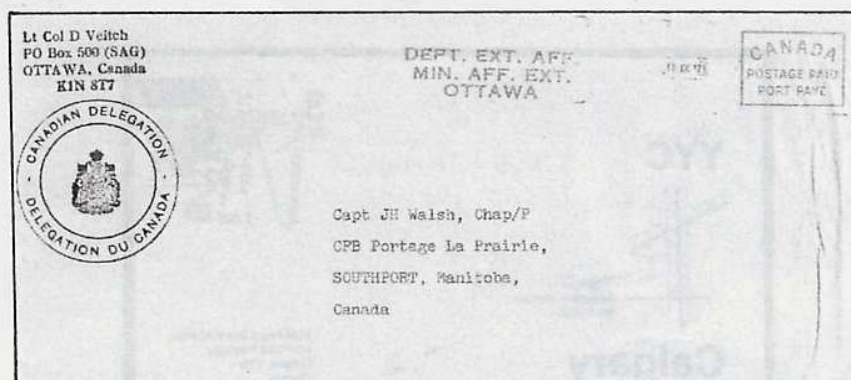 Lt Col D Veitch
PO Box 500 (SAG)
OTTAWA, Canada
K1N 8T7
CANADIAN DELEGATION
DELEGATION DU CANADA
DEPT. EXT. AFF.
MIN. AFF. EXT.
OTTAWA
CANADA
POSTAGE PAID
PORT PAYÉ
Capt JH Walsh, Chap/P
CFB Portage La Prairie,
SOUTHPORT, Manitoba,
Canada
YYC
Calgary